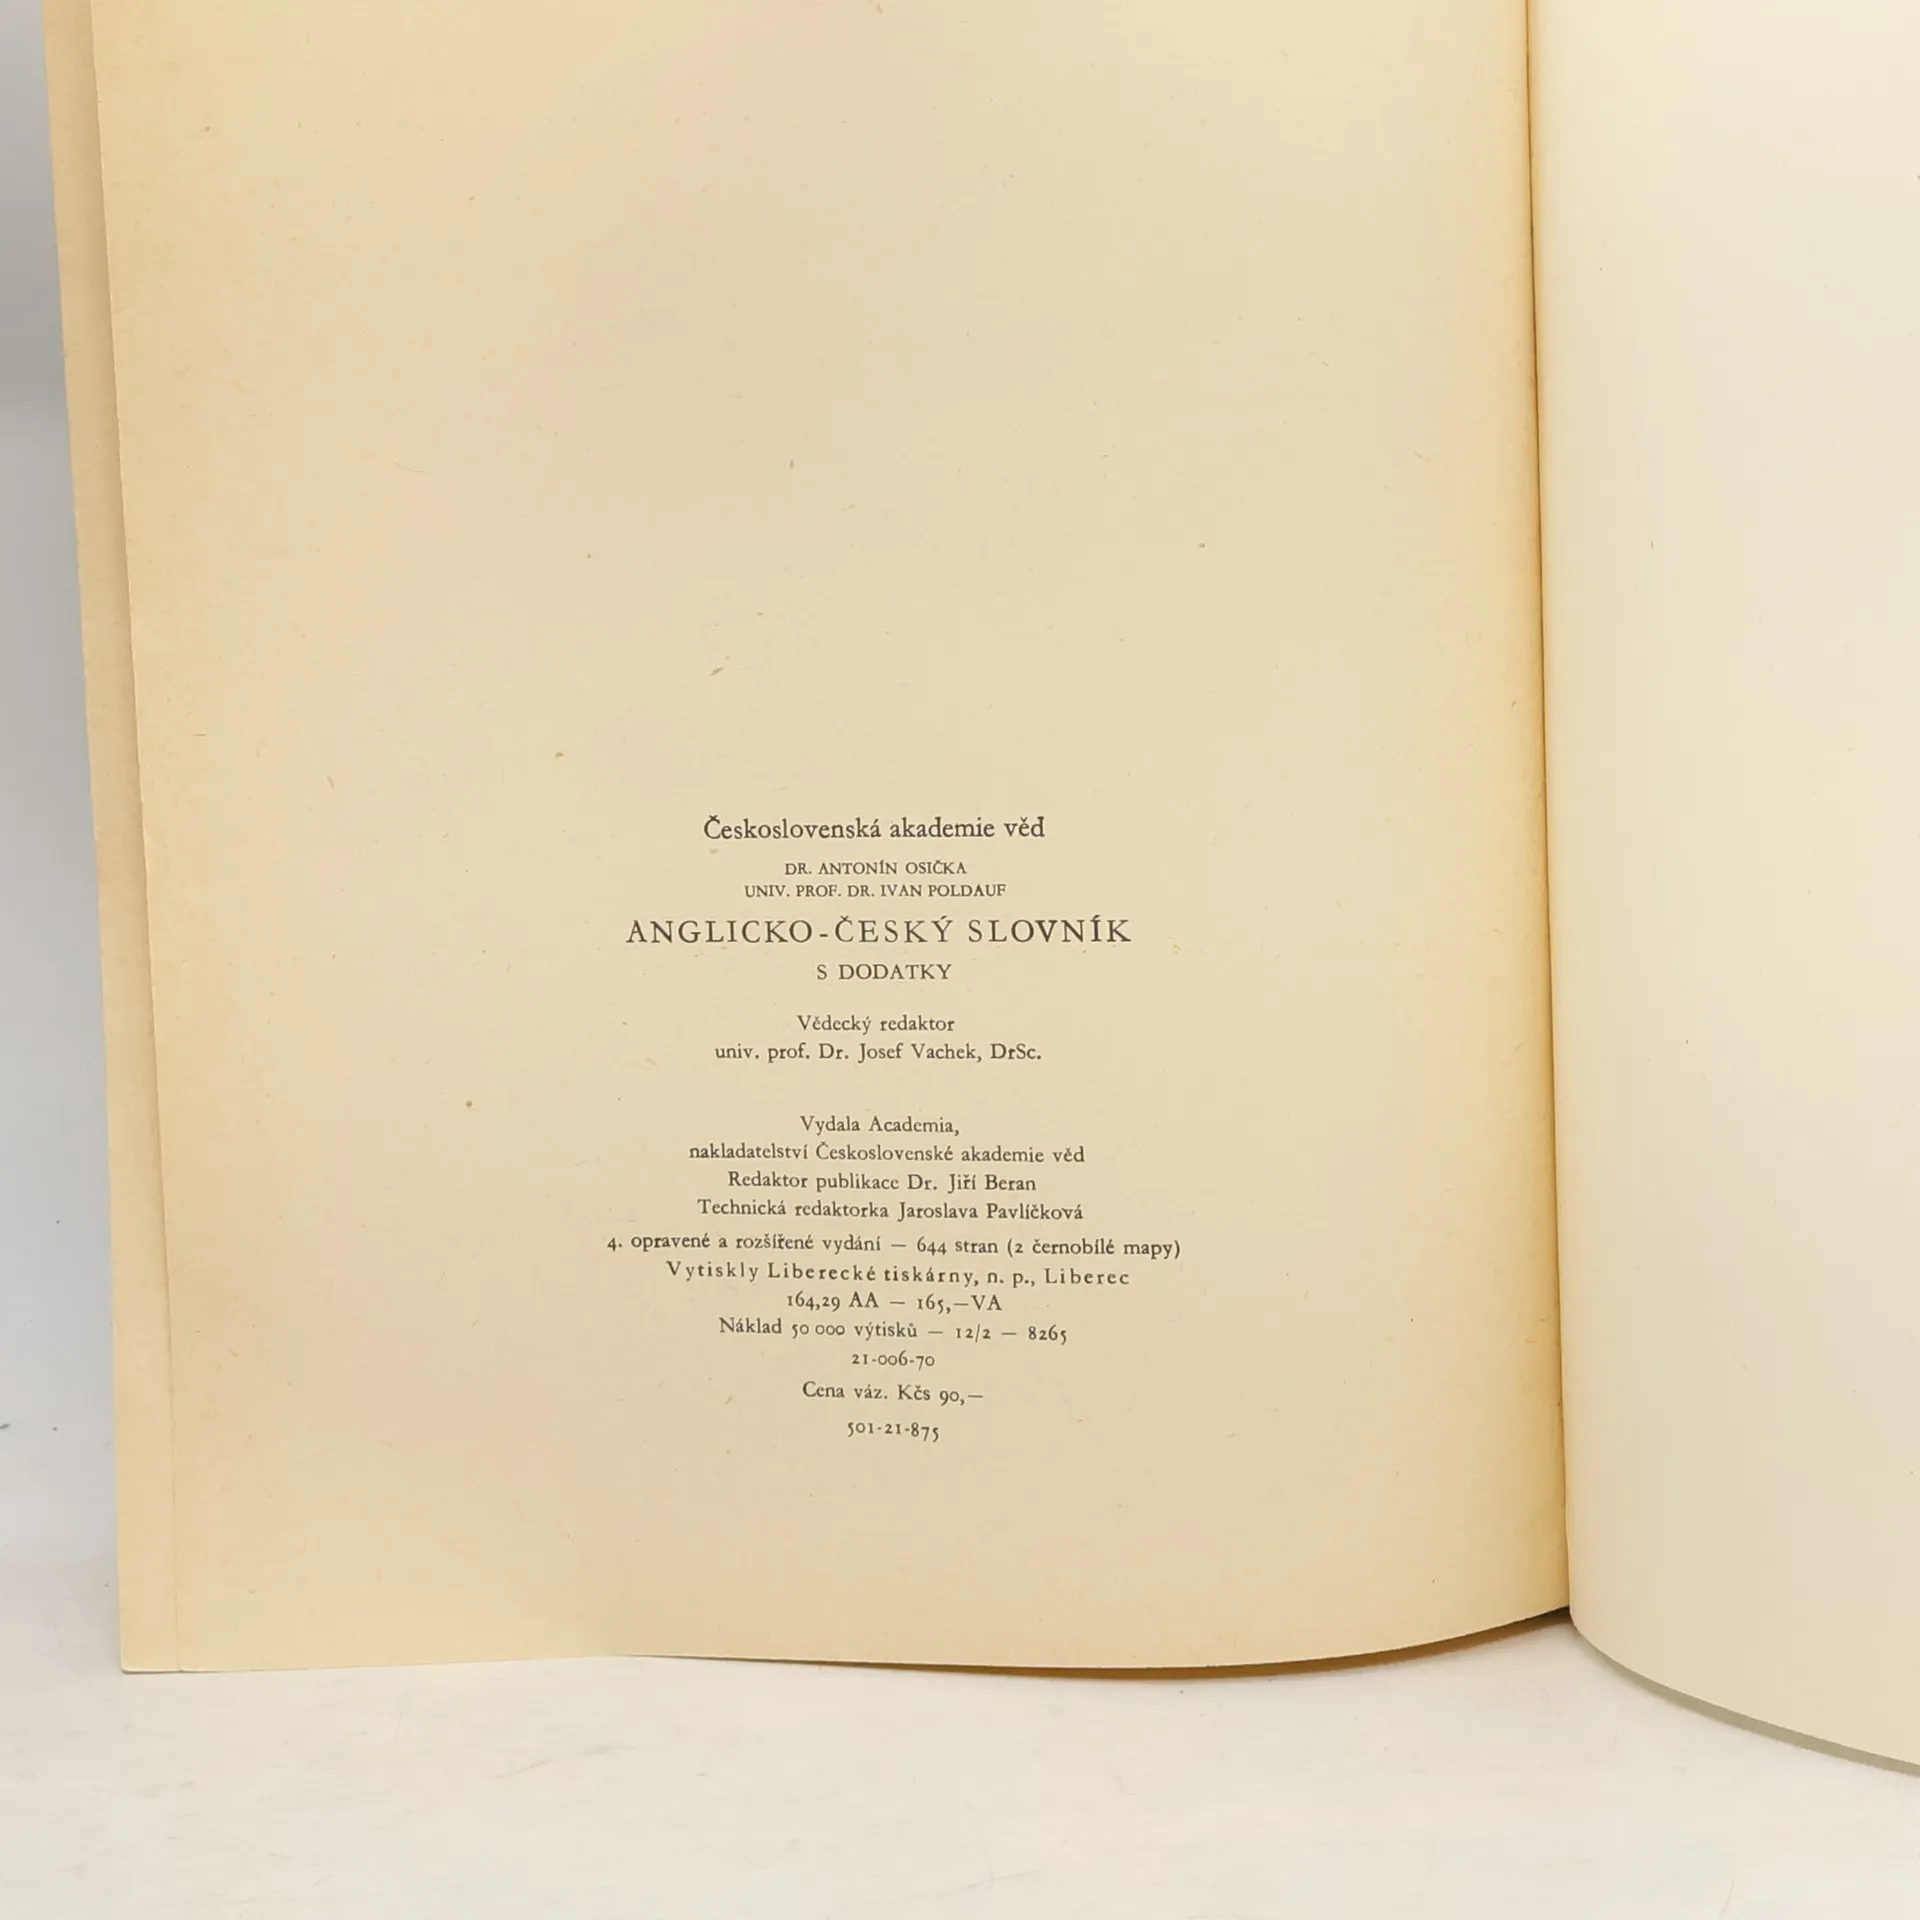 Československá akademie věd
DR. ANTONÍN OSIČKA
UNIV. PROF. DR. IVAN POLDAUF
ANGLICKO-ČESKÝ SLOVNÍK
S DODATKY
Vědecký redaktor
univ. prof. Dr. Josef Vachek, DrSc.
Vydala Academia,
nakladatelství Československé akademie věd
Redaktor publikace Dr. Jiří Beran
Technická redaktorka Jaroslava Pavlíčková
4. opravené a rozšířené vydání — 644 stran (2 černobílé mapy)
Vytiskly Liberecké tiskárny, n. p., Liberec
164,29 AA — 165,—VA
Náklad 50 000 výtisků — 12/2 — 8265
21-006-70
Cena váz. Kčs 90,—
501-21-875